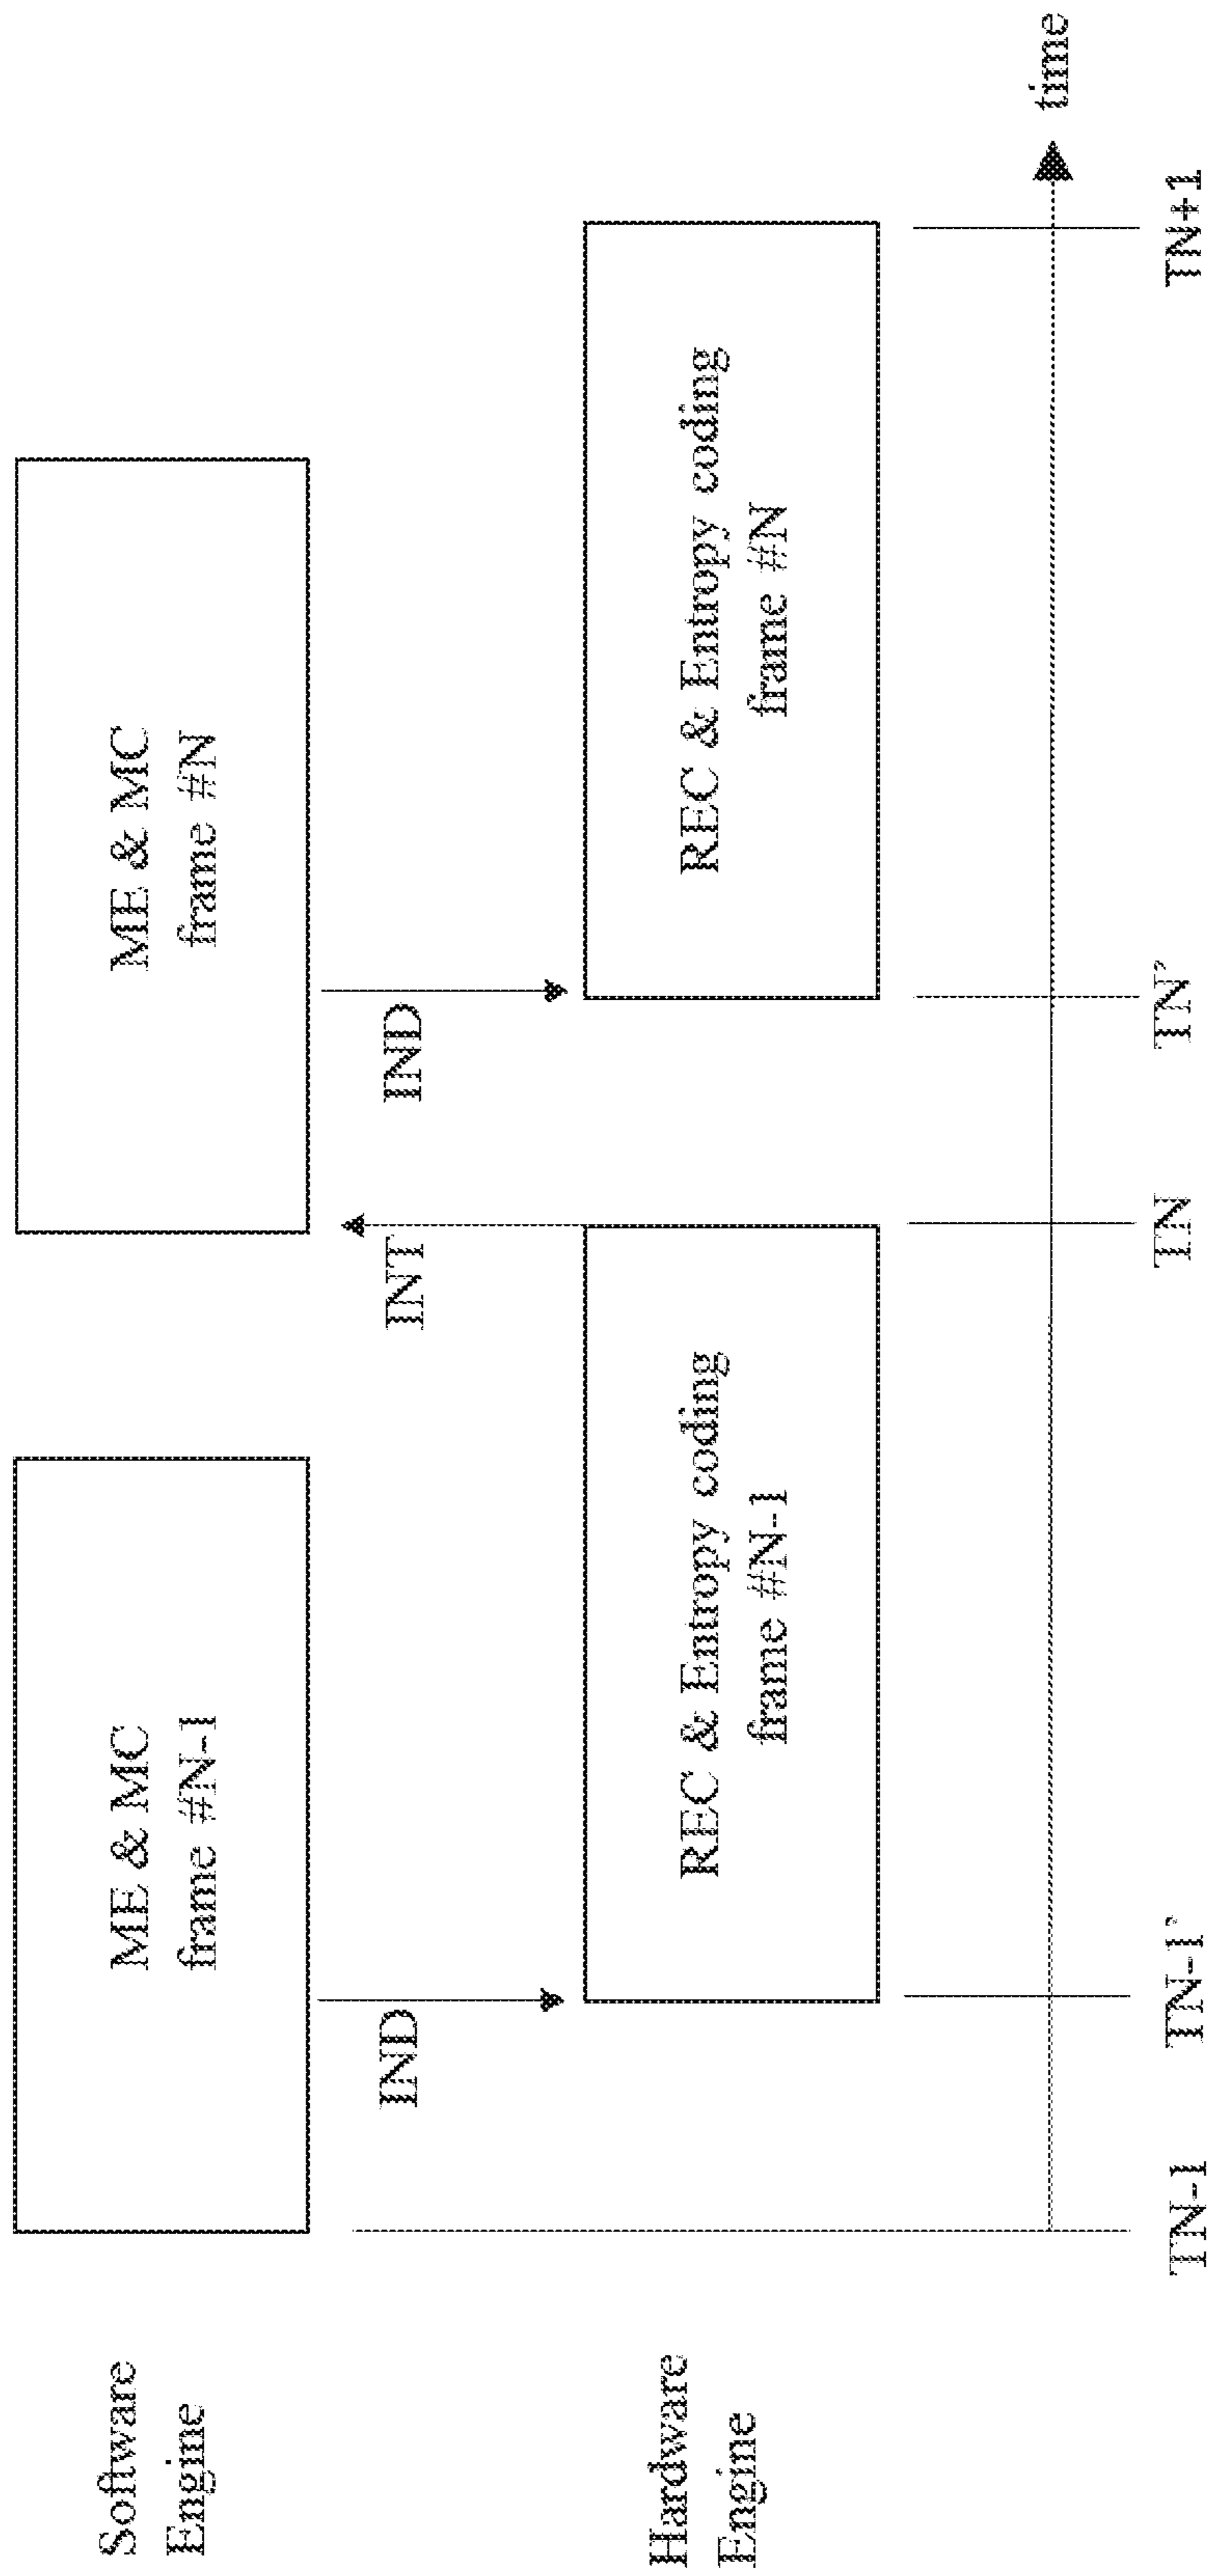 Software
Engine
ME & MC
frame #N-1
ME & MC
frame #N
IND
INT
IND
Hardware
Engine
REC & Entropy coding
frame #N-1
REC & Entropy coding
frame #N
time
TN-1
TN-1'
TN
TN'
TN+1